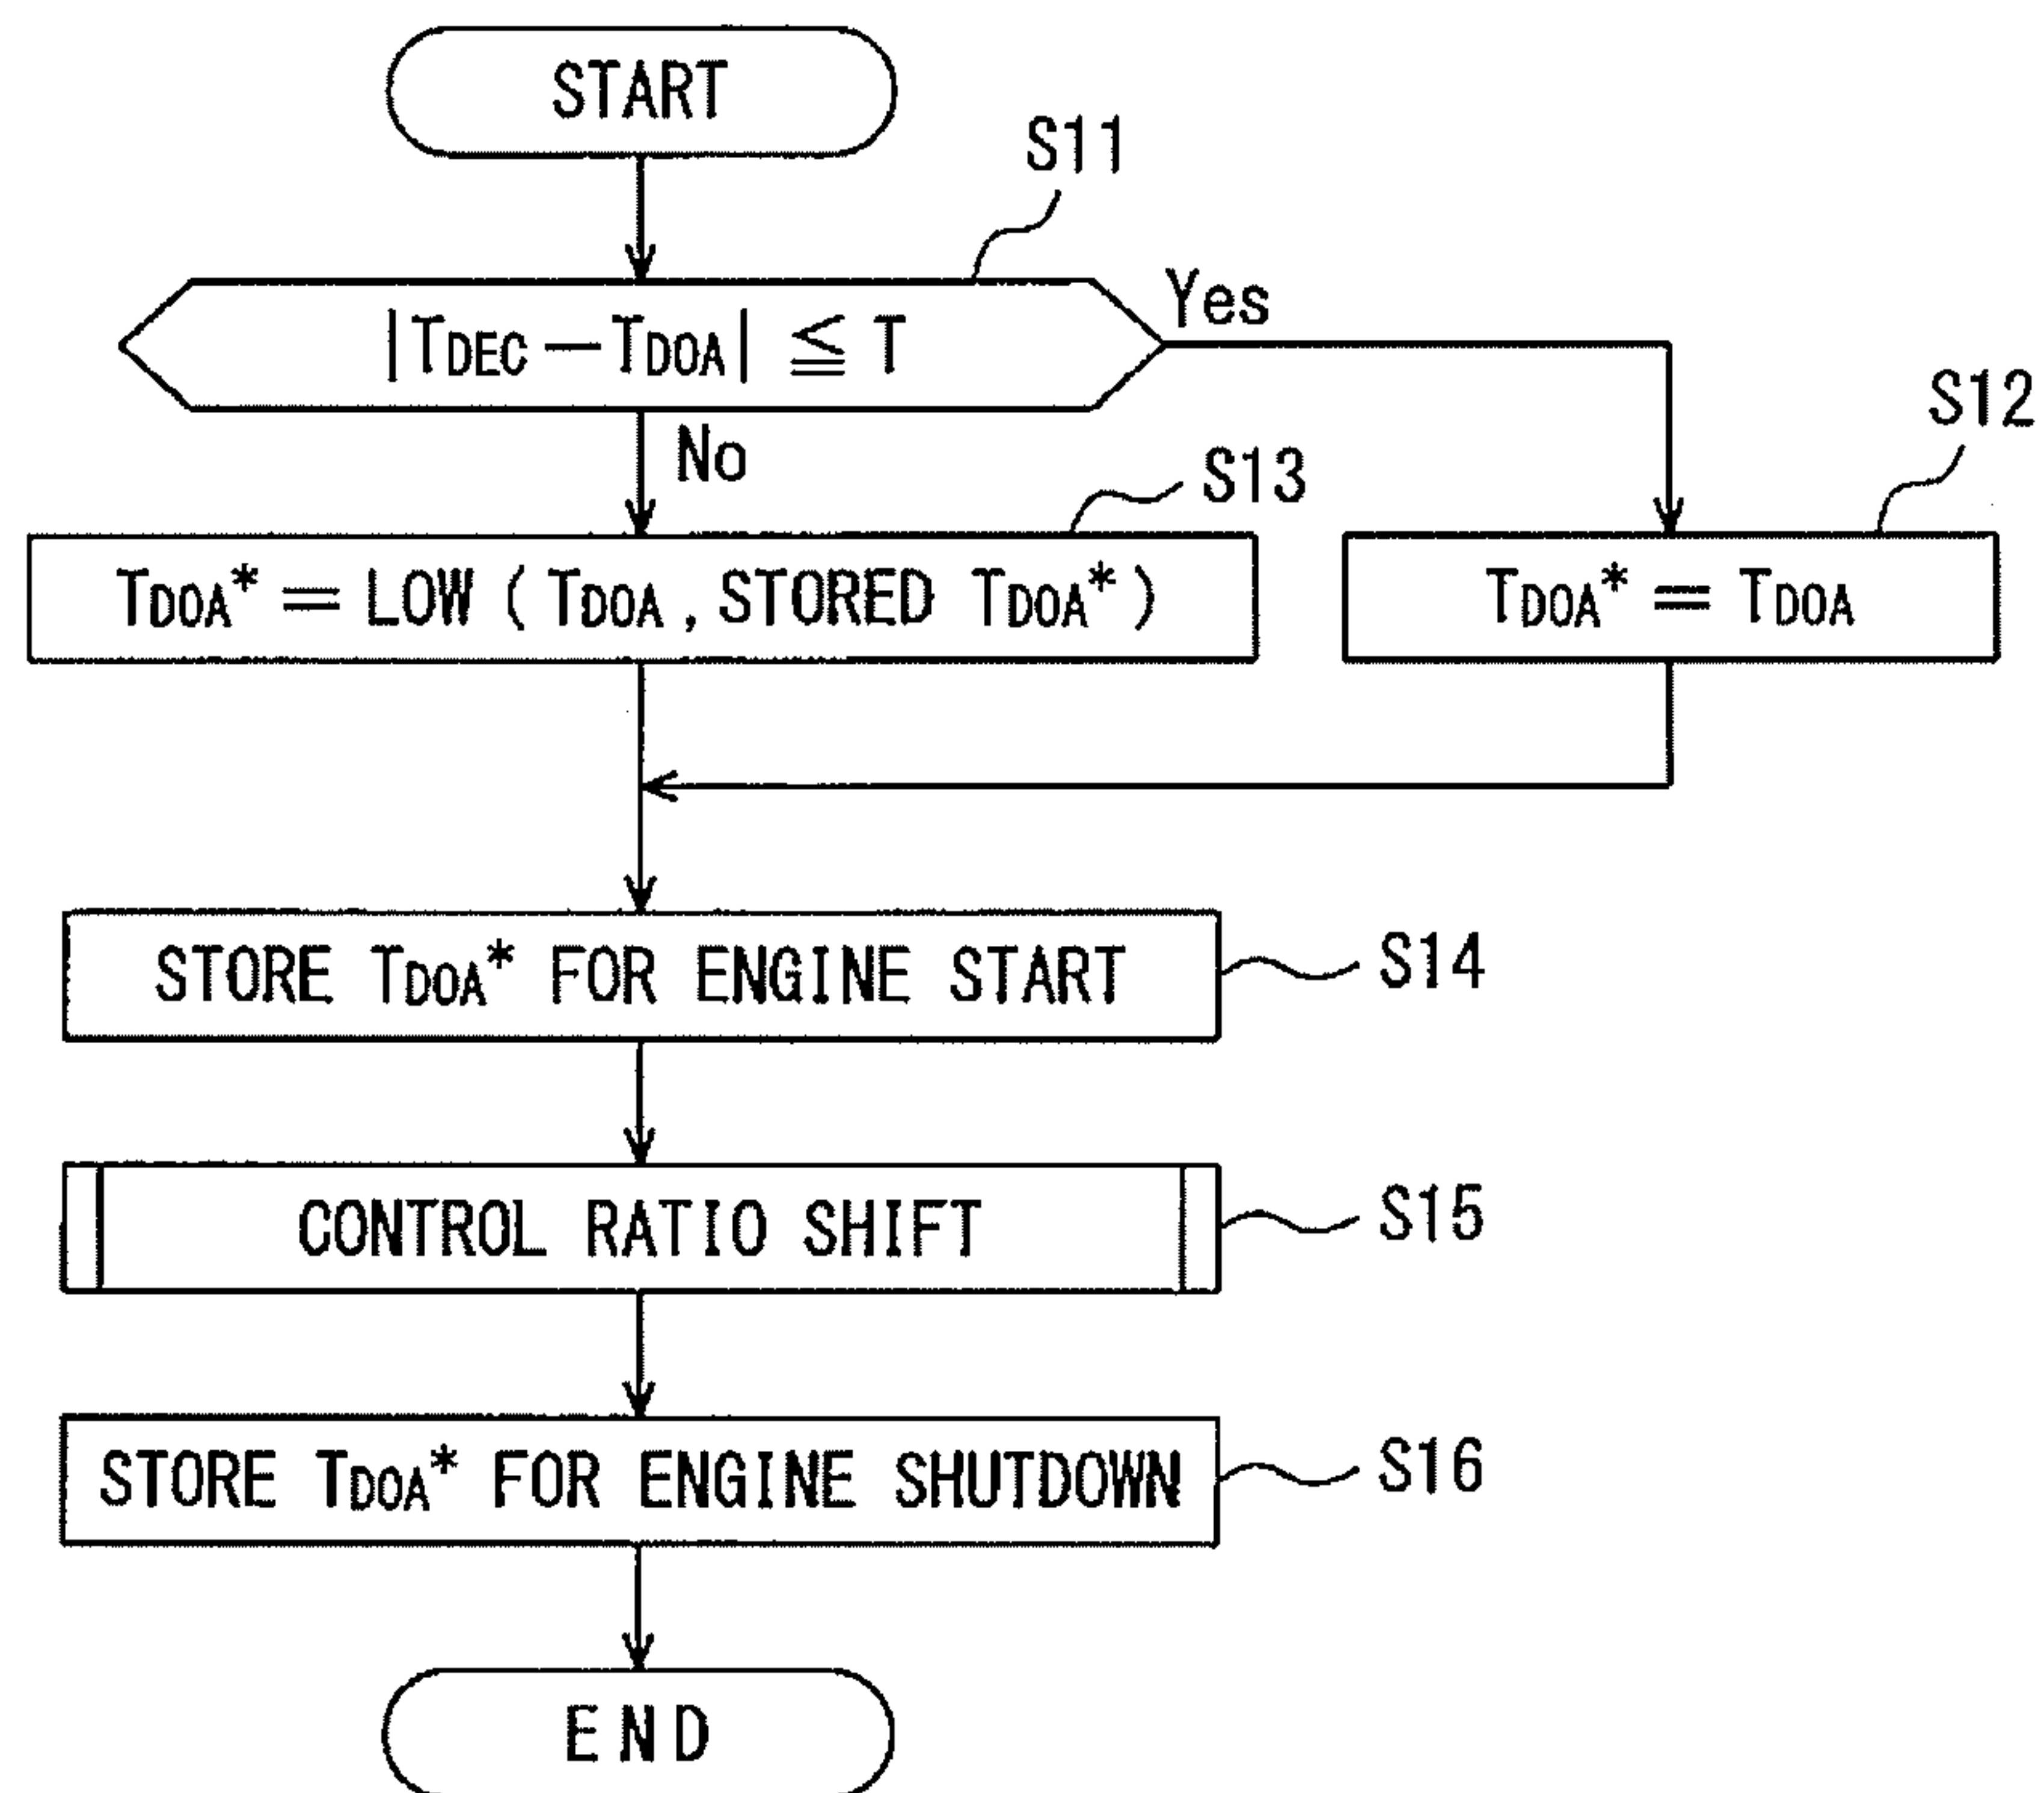 START
S11
|TDEC−TDOA| ≦ T
Yes
No
S12
S13
TDOA* = LOW (TDOA, STORED TDOA*)
TDOA* = TDOA
STORE TDOA* FOR ENGINE START
S14
CONTROL RATIO SHIFT
S15
STORE TDOA* FOR ENGINE SHUTDOWN
S16
END